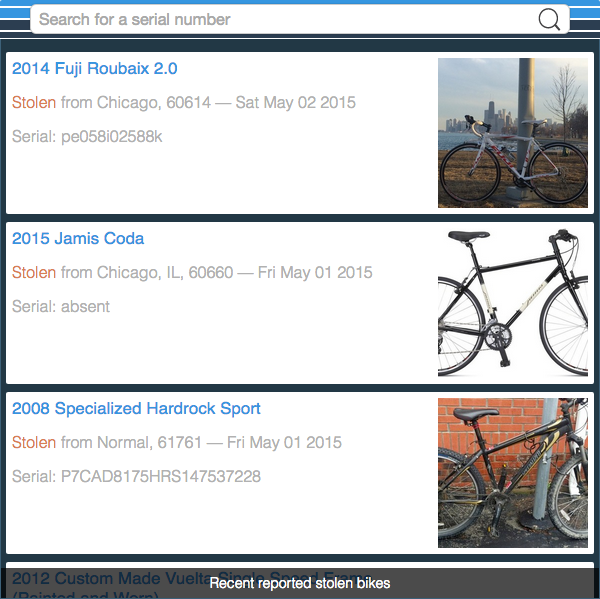 Search for a serial number
2014 Fuji Roubaix 2.0
Stolen from Chicago, 60614 — Sat May 02 2015
Serial: pe058i02588k
2015 Jamis Coda
Stolen from Chicago, IL, 60660 — Fri May 01 2015
Serial: absent
2008 Specialized Hardrock Sport
Stolen from Normal, 61761 — Fri May 01 2015
Serial: P7CAD8175HRS147537228
2012 Custom Made Vuelta Single Speed Frame
(Painted and Worn)
Recent reported stolen bikes